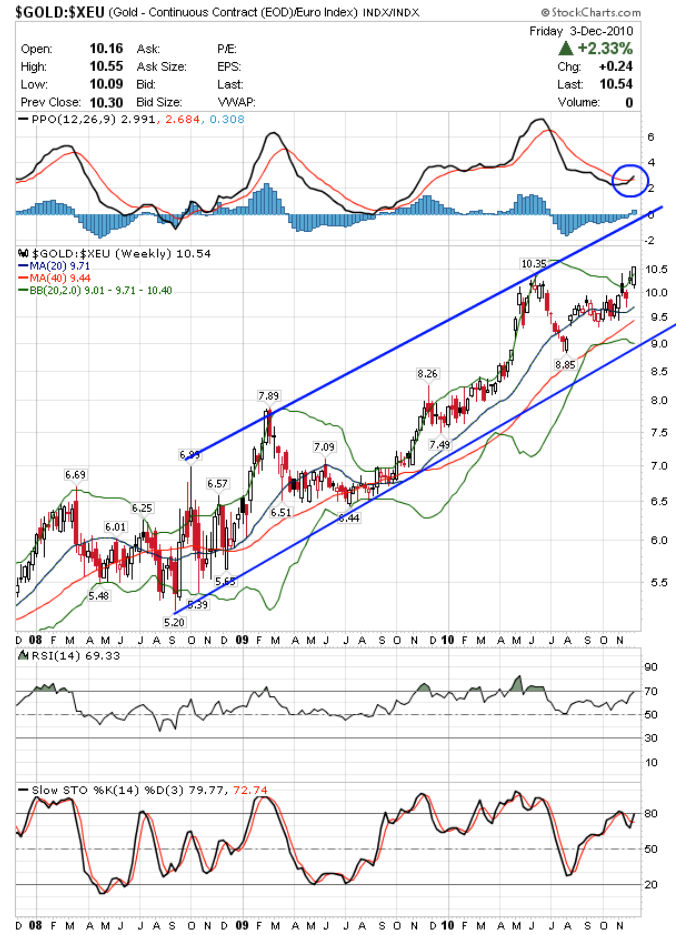 $GOLD:$XEU (Gold - Continuous Contract (EOD)/Euro Index) INDX/INDX © StockCharts.com
Friday 3-Dec-2010
Open: 10.16 Ask: P/E: +2.33%
High: 10.55 Ask Size: EPS: Chg: +0.24
Low: 10.09 Bid: Last: Last: 10.54
Prev Close: 10.30 Bid Size: VWAP: Volume: 0
PPO(12,26,9) 2.991, 2.684, 0.308
6
4
2
0
-2
$GOLD:$XEU (Weekly) 10.54
MA(20) 9.71
MA(40) 9.44
BB(20,2.0) 9.01 - 9.71 - 10.40
10.35
10.5
10.0
9.5
9.0
8.85
8.5
8.26
8.0
7.89
7.5
7.49
7.09
7.0
6.99
6.69
6.57
6.5
6.51
6.44
6.25
6.01
6.0
5.65
5.5
5.48
5.39
5.20
D 08 F M A M J J A S O N D 09 F M A M J J A S O N D 10 F M A M J J A S O N
RSI(14) 69.33
90
70
50
30
10
Slow STO %K(14) %D(3) 79.77, 72.74
80
50
20
D 08 F M A M J J A S O N D 09 F M A M J J A S O N D 10 F M A M J J A S O N